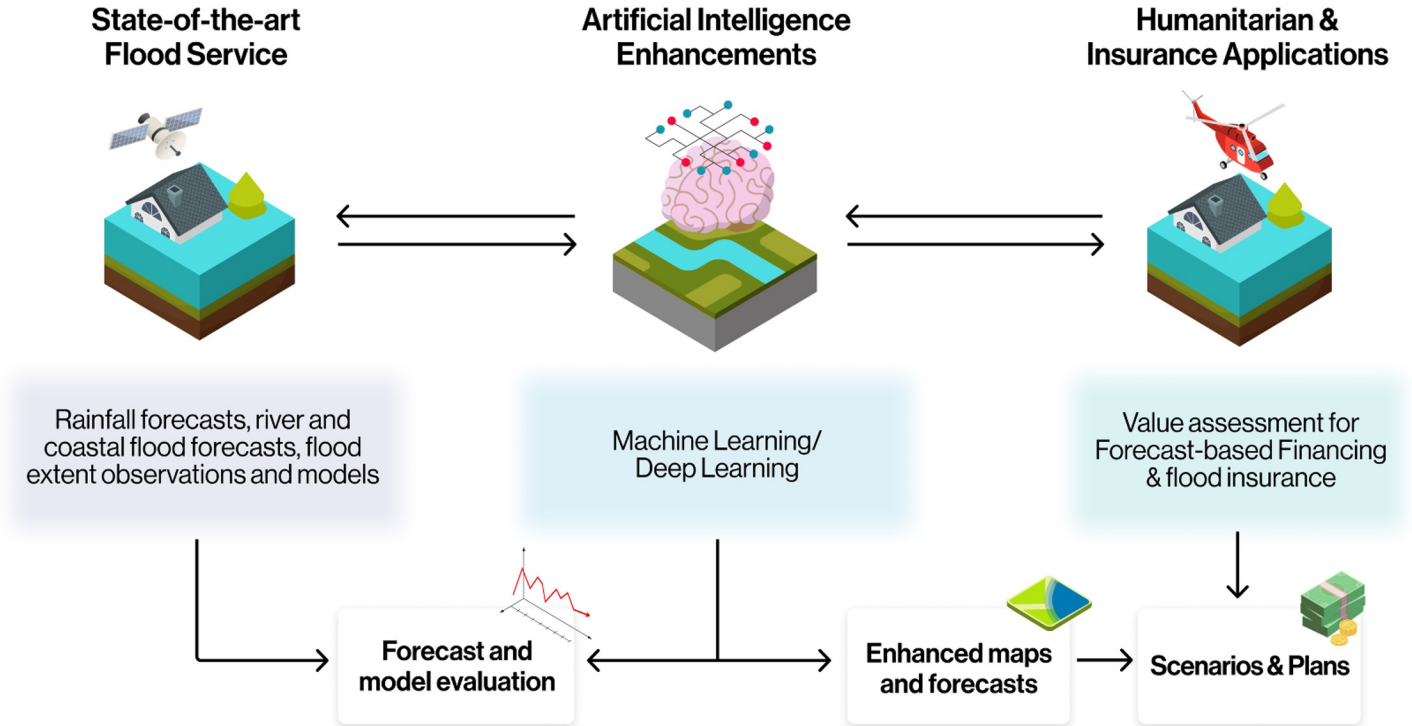 State-of-the-art
Flood Service
Artificial Intelligence
Enhancements
Humanitarian &
Insurance Applications
Rainfall forecasts, river and
coastal flood forecasts, flood
extent observations and models
Machine Learning/
Deep Learning
Value assessment for
Forecast-based Financing
& flood insurance
Forecast and
model evaluation
Enhanced maps
and forecasts
Scenarios & Plans